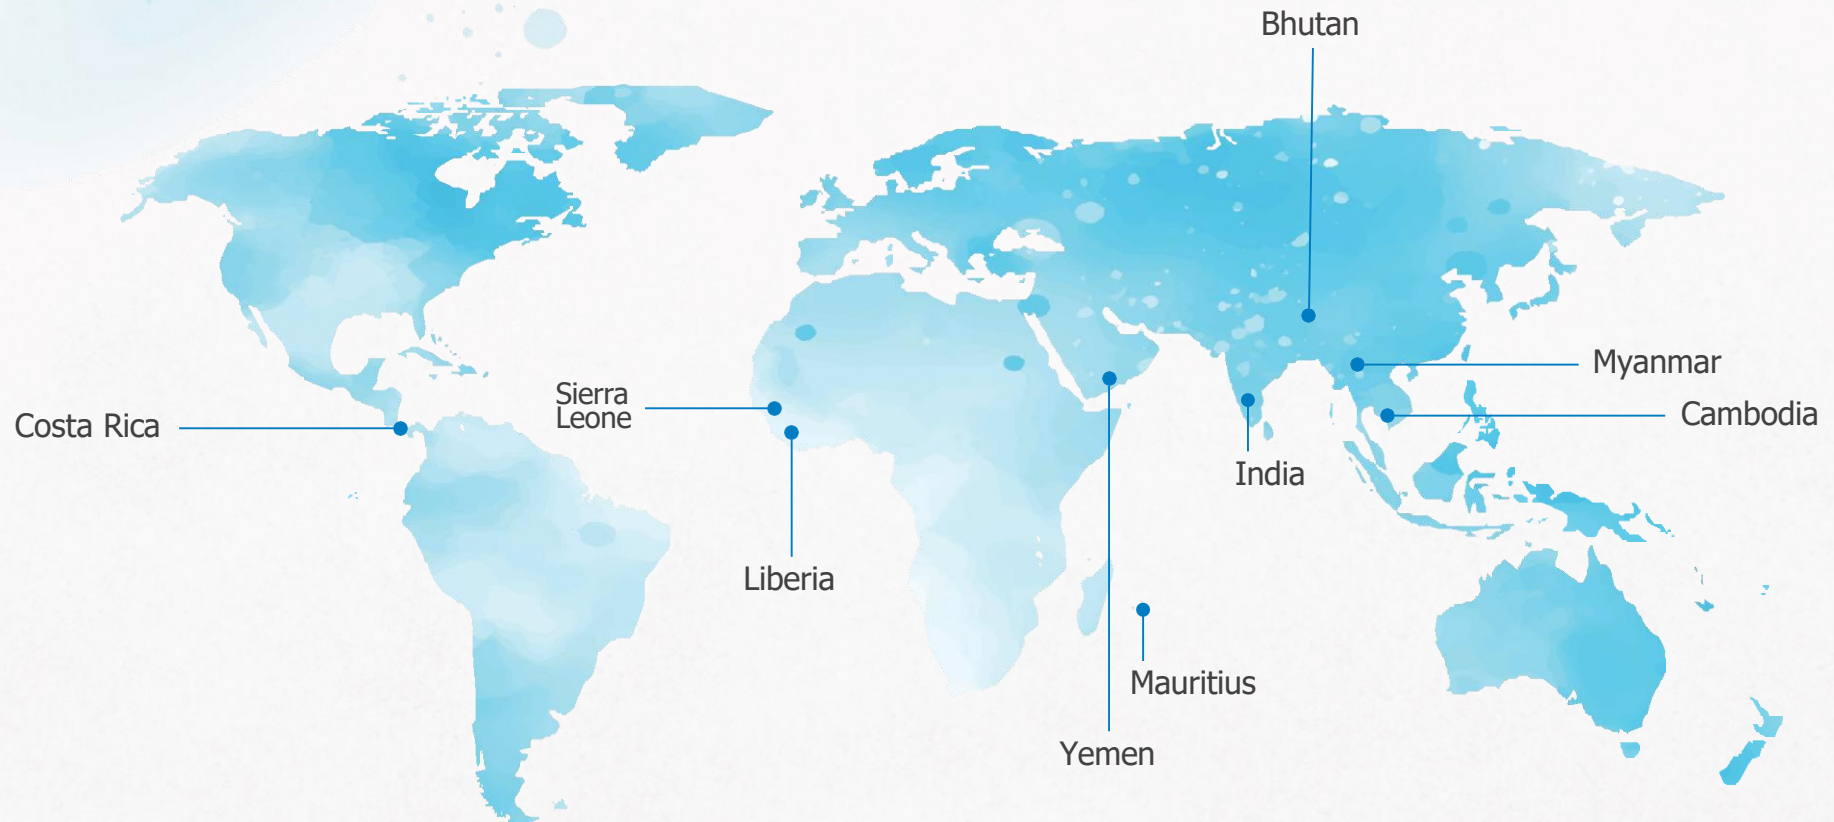 Bhutan
Myanmar
Sierra
Leone
Cambodia
Costa Rica
India
Liberia
Mauritius
Yemen